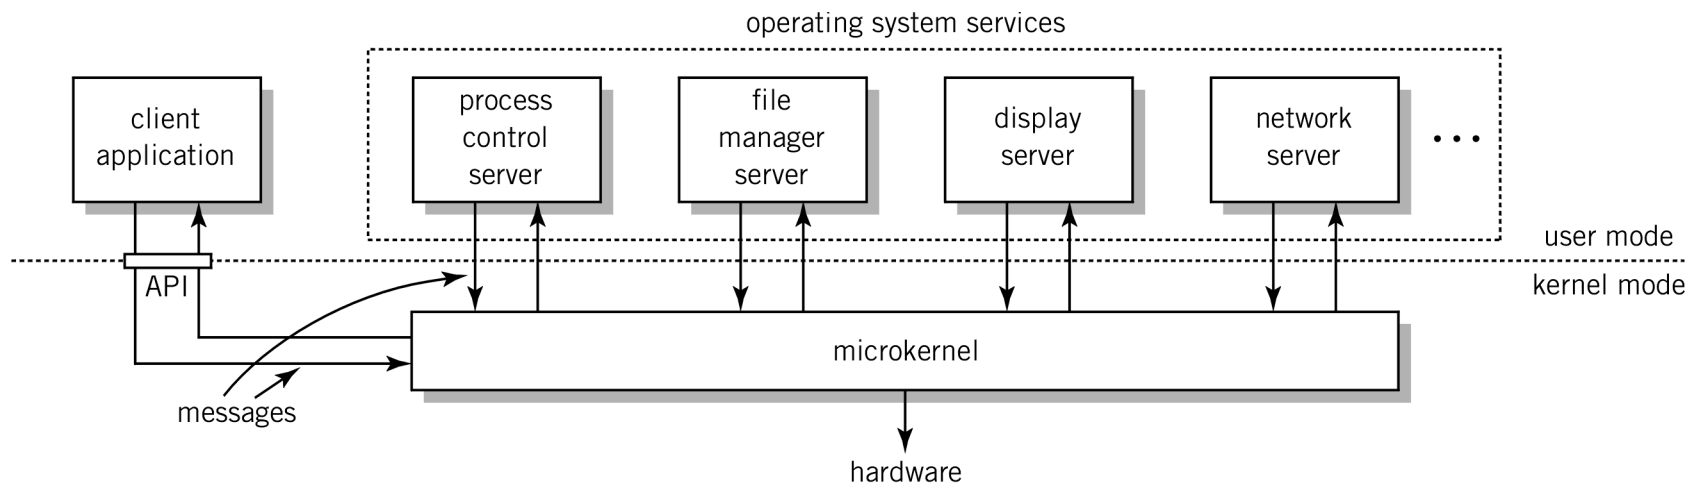 operating system services
client
application
process
control
server
file
manager
server
display
server
network
server
...
user mode
API
kernel mode
microkernel
messages
hardware